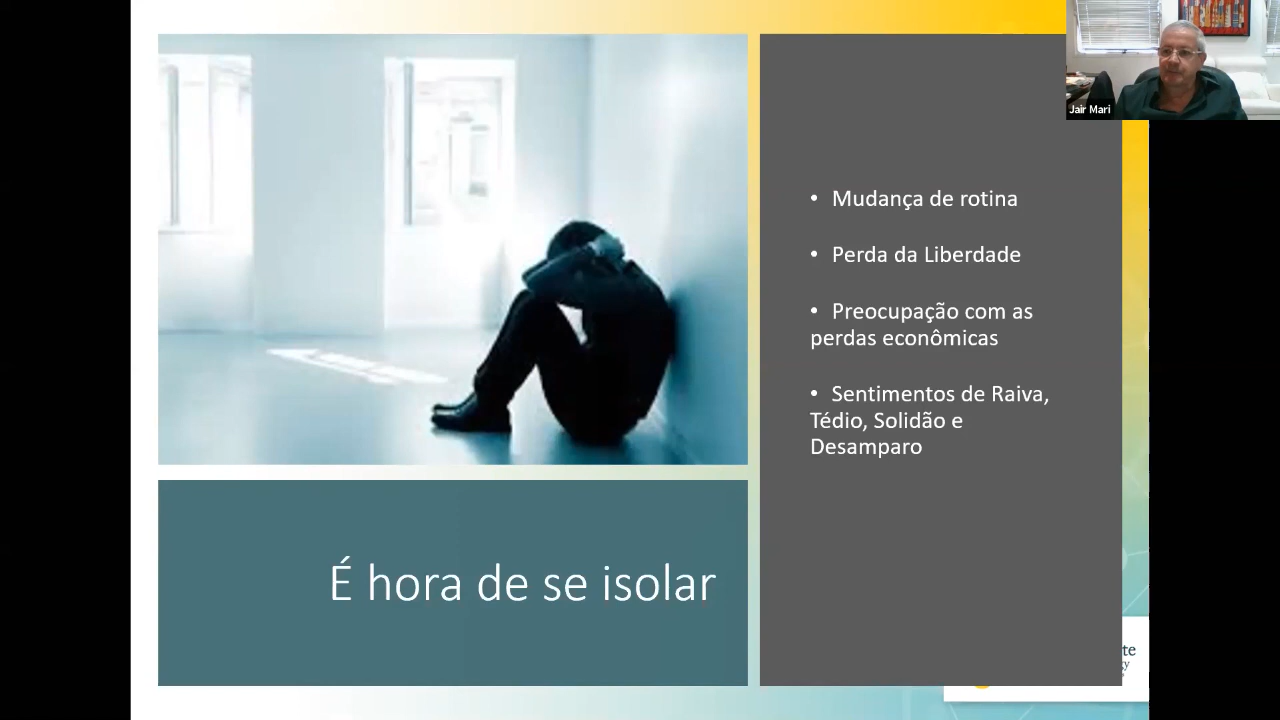 Jair Mari
• Mudança de rotina
• Perda da Liberdade
• Preocupação com as
perdas econômicas
• Sentimentos de Raiva,
Tédio, Solidão e
Desamparo
É hora de se isolar
te